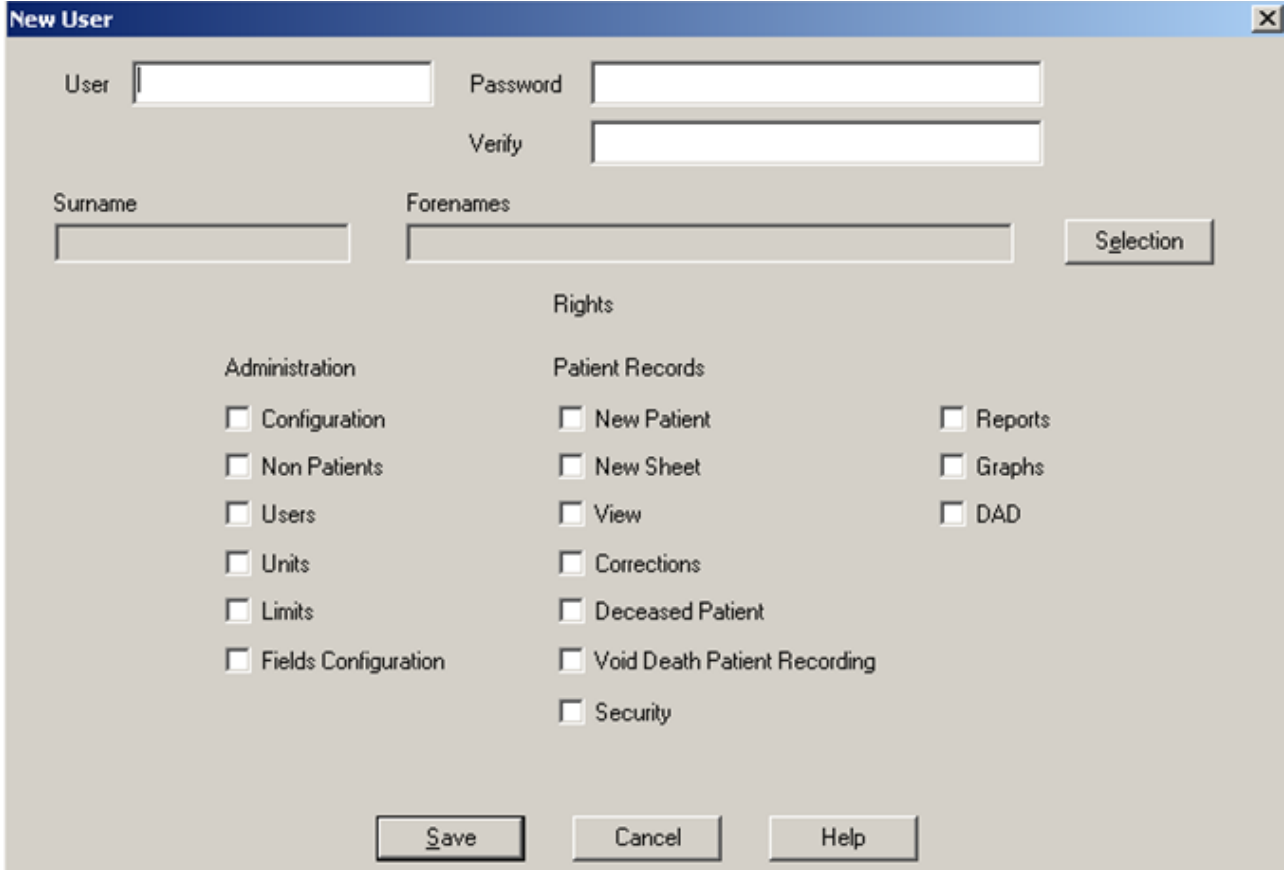 New User
User Password
Verify
Surname Forenames
Selection
Rights
Administration Patient Records
Configuration New Patient Reports
Non Patients New Sheet Graphs
Users View DAD
Units Corrections
Limits Deceased Patient
Fields Configuration Void Death Patient Recording
Security
Save Cancel Help